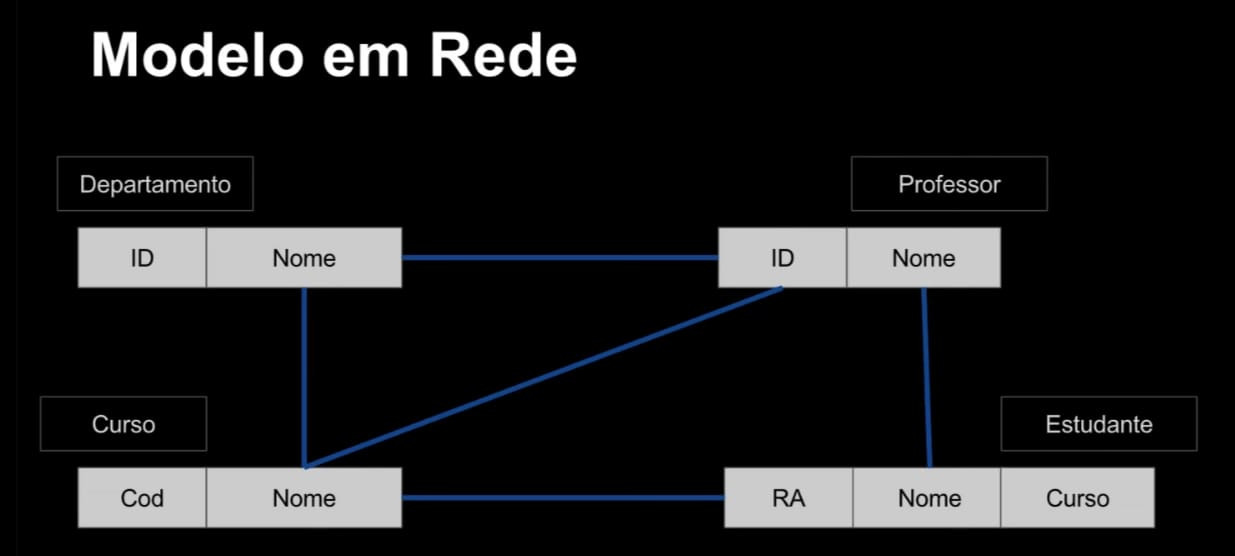 Modelo em Rede
Departamento
Professor
ID Nome
ID Nome
Curso
Estudante
Cod Nome
RA Nome Curso